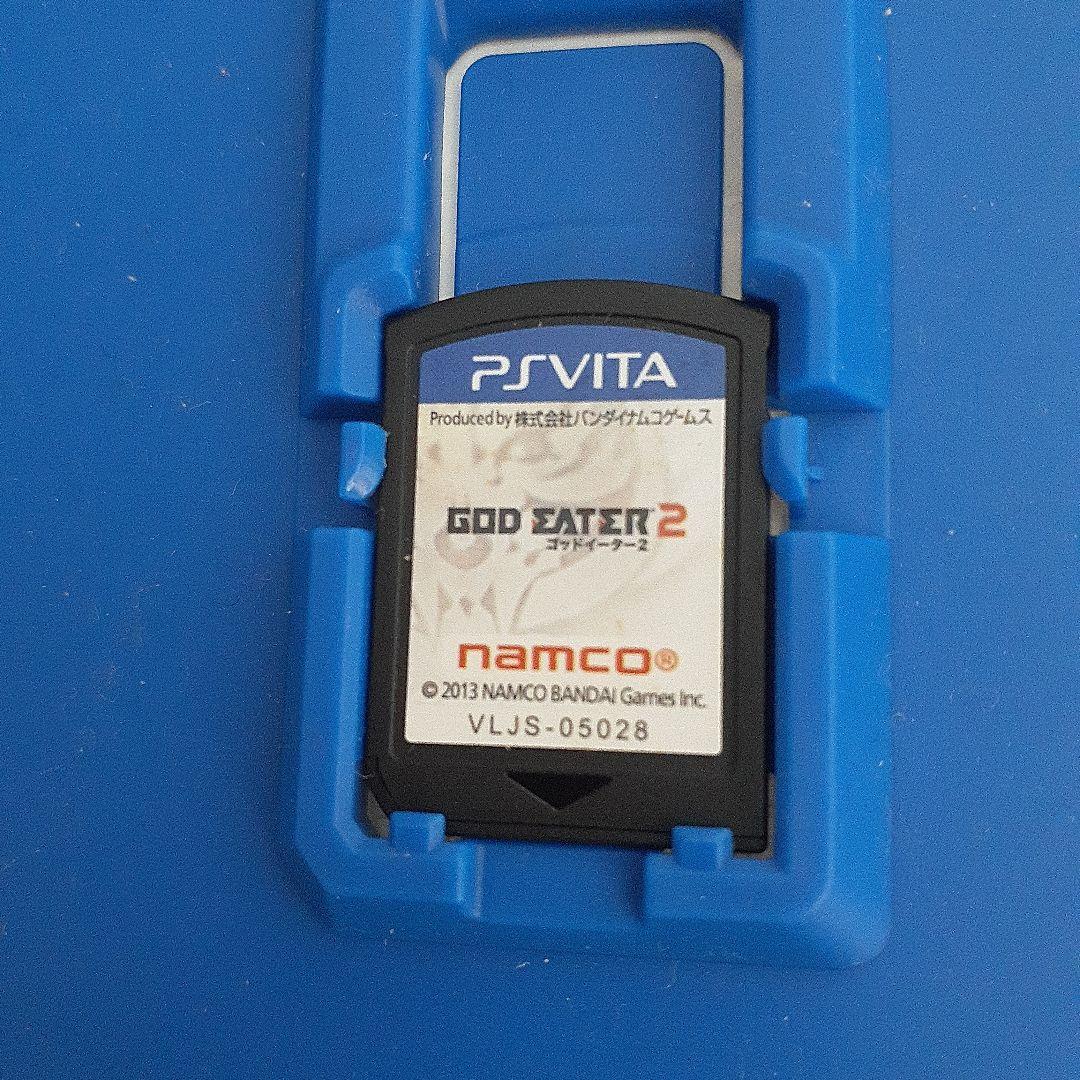 PSVITA
Produced by 株式会社バンダイナムコゲームス
GOD EATER™ 2
ゴッドイーター2
namco®
© 2013 NAMCO BANDAI Games Inc.
VLJS-05028